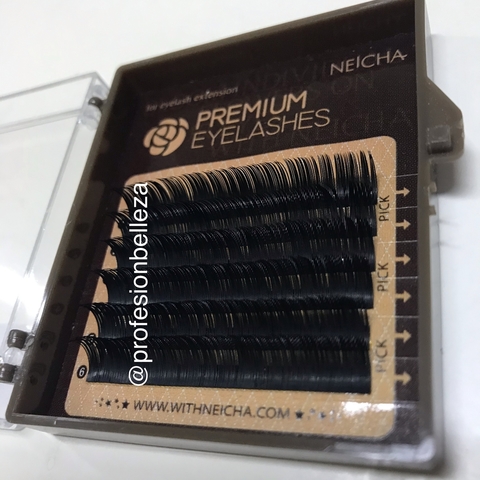 NEICHA
for eyelash extension
PREMIUM
EYELASHES
PICK
PICK
PICK
6
WWW.WITHNEICHA.COM
@profesionbelleza